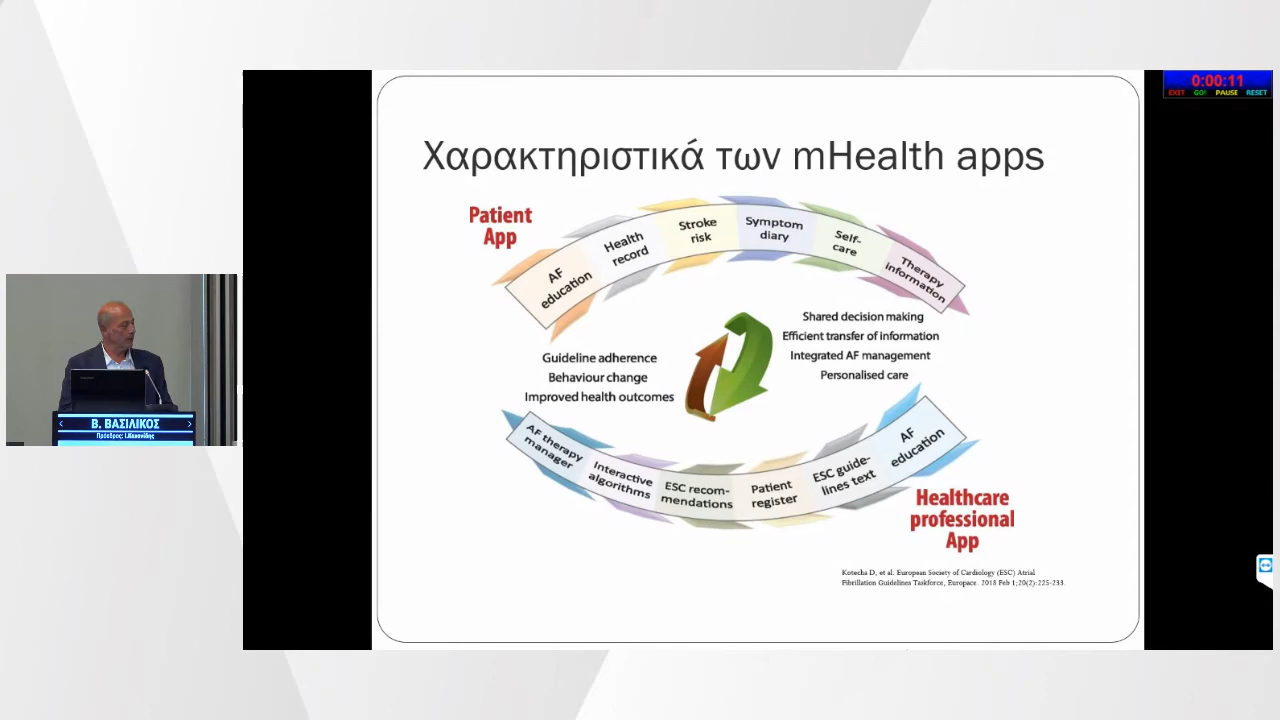 Χαρακτηριστικά των mHealth apps
Patient
App
AF
education
Health
record
Stroke
risk
Symptom
diary
Self-
care
Therapy
information
Shared decision making
Efficient transfer of information
Integrated AF management
Personalised care
Guideline adherence
Behaviour change
Improved health outcomes
AF therapy
manager
Interactive
algorithms
ESC recom-
mendations
Patient
register
ESC guide-
lines text
AF
education
Healthcare
professional
App
Kotecha D, et al. European Society of Cardiology (ESC) Atrial
Fibrillation Guidelines Taskforce, Europace. 2018 Feb 1;20(2):225-233.
0:00:11
EXIT GO! PAUSE RESET
Β. ΒΑΣΙΛΙΚΟΣ